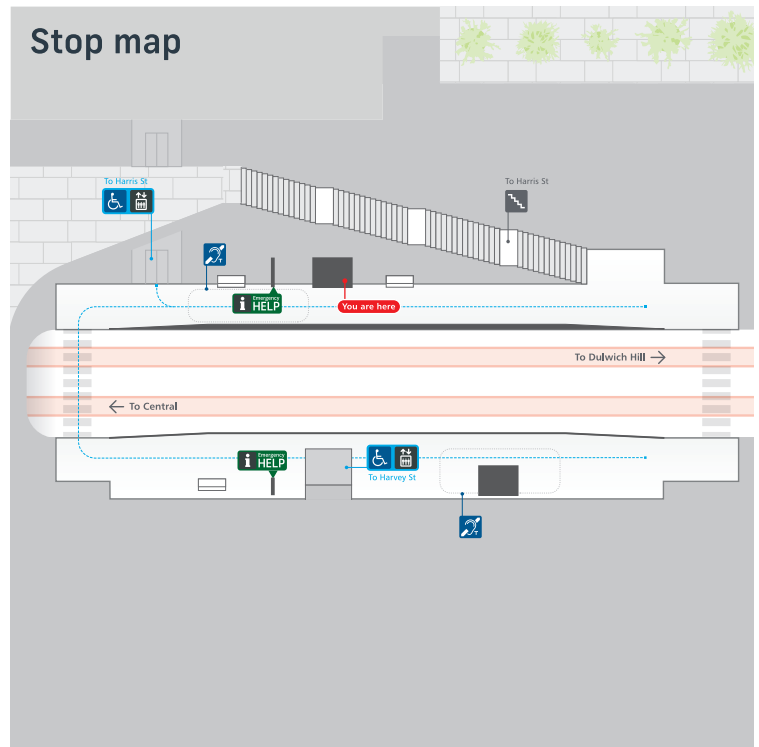 Stop map
To Harris St
To Harris St
Emergency
i HELP
You are here
To Dulwich Hill →
← To Central
Emergency
i HELP
To Harvey St
T
T